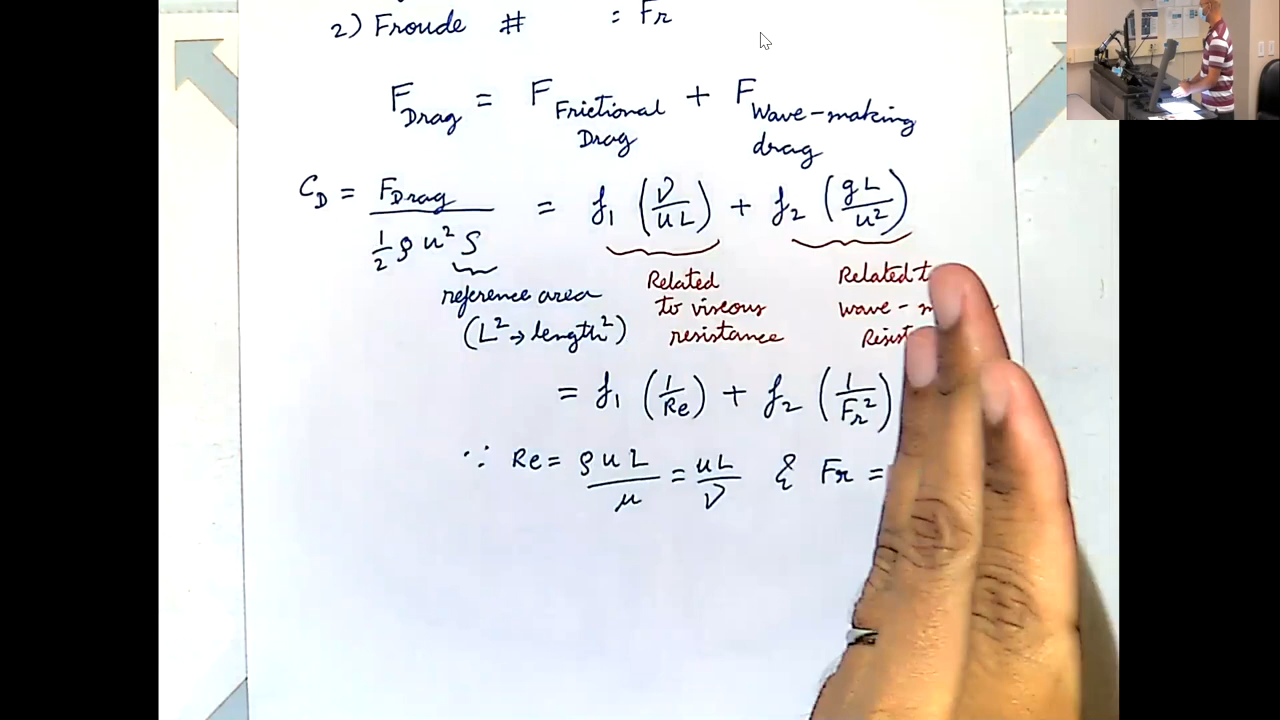 2) Froude # = Fr
F_Drag = F_Frictional Drag + F_Wave-making drag
C_D = F_Drag / (1/2 ρ u² S) = f₁ (ν/uL) + f₂ (gL/u²)
reference area
(L² → length²)
Related
to viscous
resistance
Related t
wave - m
Resist
= f₁ (1/Re) + f₂ (1/Fr²)
∵ Re = ρuL/μ = uL/ν & Fr =